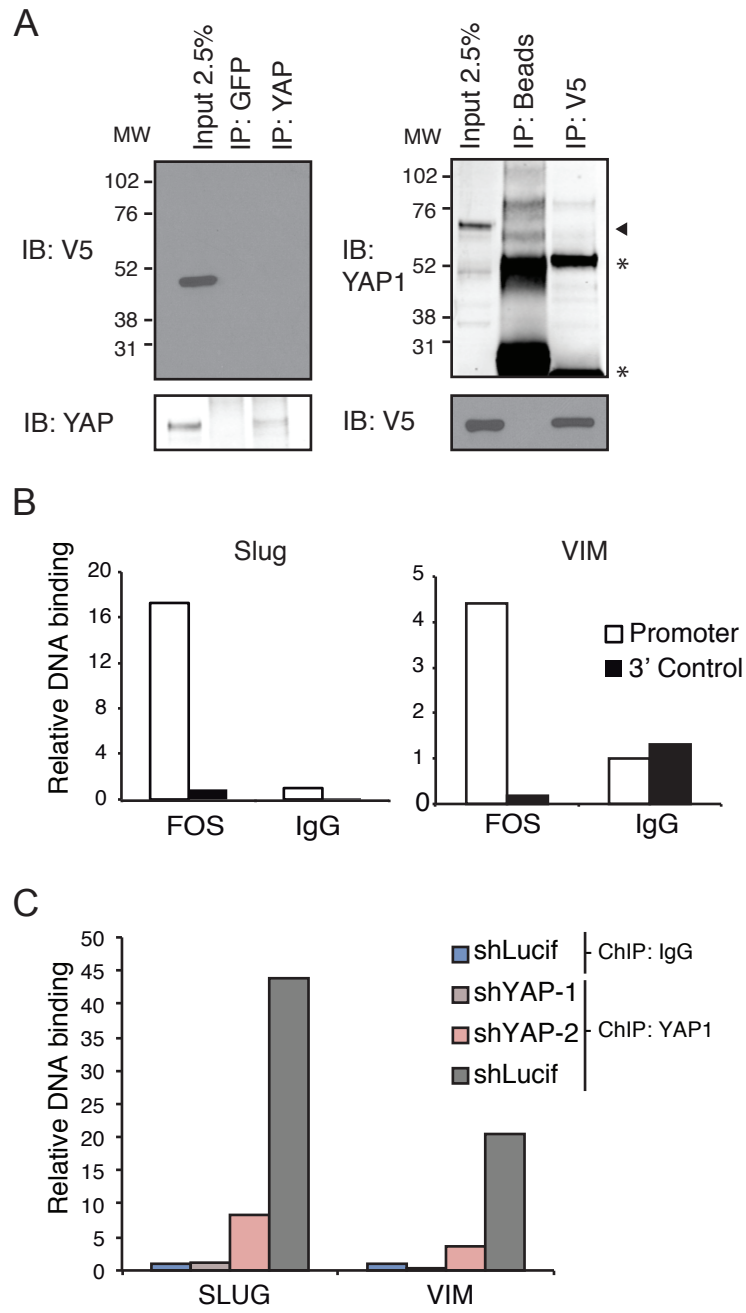 A
MW
Input 2.5%
IP: GFP
IP: YAP
102
76
52
38
31
IB: V5
IB: YAP
MW
Input 2.5%
IP: Beads
IP: V5
102
76
52
38
31
IB:
YAP1
*
*
IB: V5
B
Slug
Relative DNA binding
20
16
12
8
4
0
FOS
IgG
VIM
5
4
3
2
1
0
FOS
IgG
Promoter
3' Control
C
Relative DNA binding
50
45
40
35
30
25
20
15
10
5
0
SLUG
VIM
shLucif
ChIP: IgG
shYAP-1
shYAP-2
ChIP: YAP1
shLucif